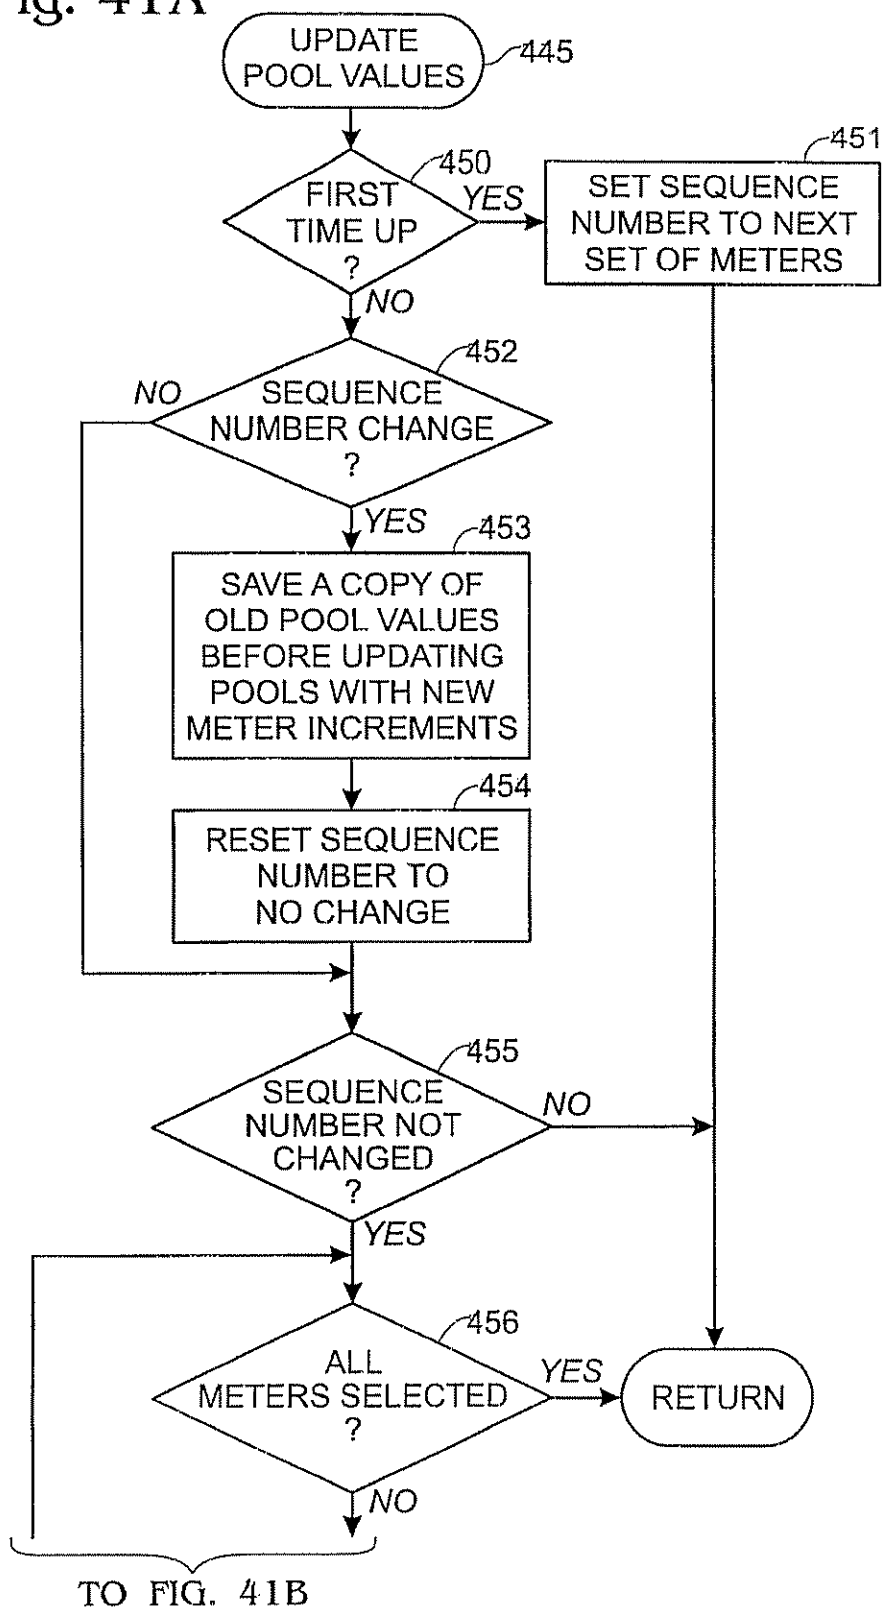 ig. 41A
UPDATE
POOL VALUES
445
450
FIRST
TIME UP
?
YES
451
SET SEQUENCE
NUMBER TO NEXT
SET OF METERS
NO
452
NO
SEQUENCE
NUMBER CHANGE
?
YES
453
SAVE A COPY OF
OLD POOL VALUES
BEFORE UPDATING
POOLS WITH NEW
METER INCREMENTS
454
RESET SEQUENCE
NUMBER TO
NO CHANGE
455
SEQUENCE
NUMBER NOT
CHANGED
?
NO
YES
456
ALL
METERS SELECTED
?
YES
RETURN
NO
TO FIG. 41B